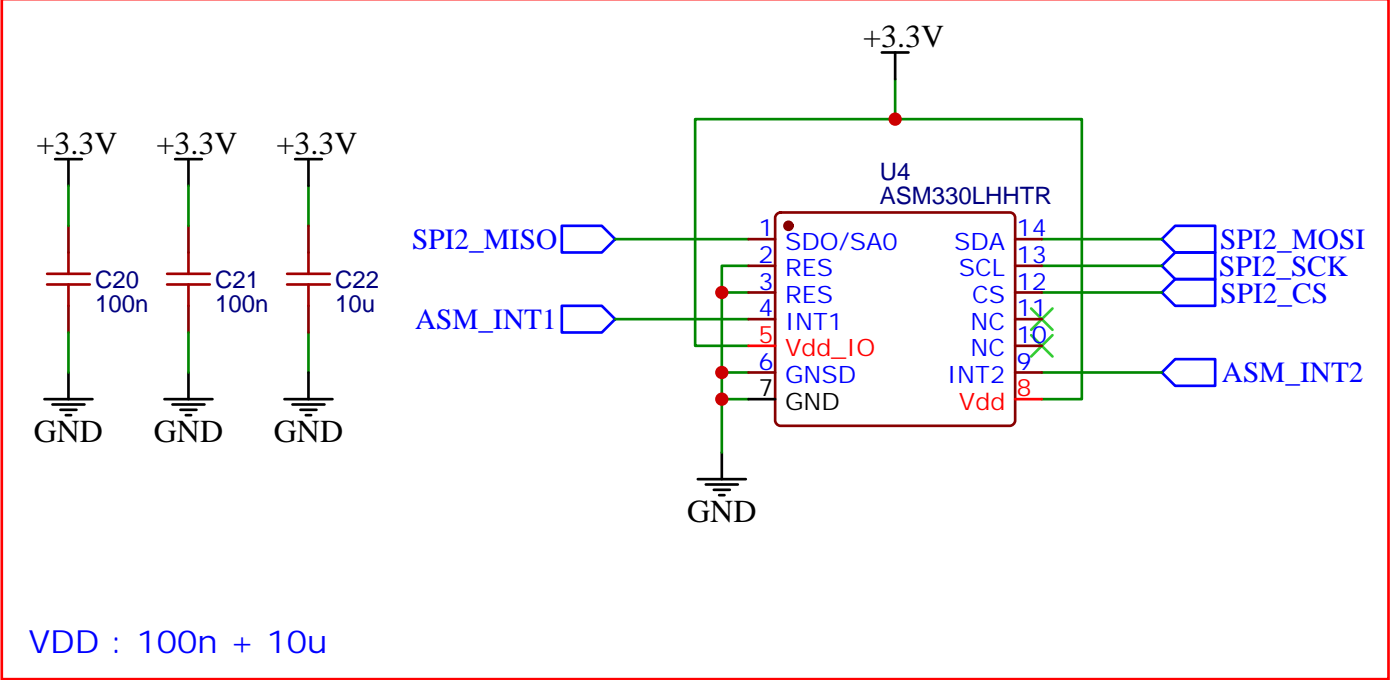 +3.3V
+3.3V
+3.3V
+3.3V
C20
100n
C21
100n
C22
10u
GND
GND
GND
U4
ASM330LHHTR
SPI2_MISO
ASM_INT1
1
SDO/SA0
2
RES
3
RES
4
INT1
5
Vdd_IO
6
GNSD
7
GND
14
SDA
13
SCL
12
CS
11
NC
10
NC
9
INT2
8
Vdd
SPI2_MOSI
SPI2_SCK
SPI2_CS
ASM_INT2
GND
VDD : 100n + 10u